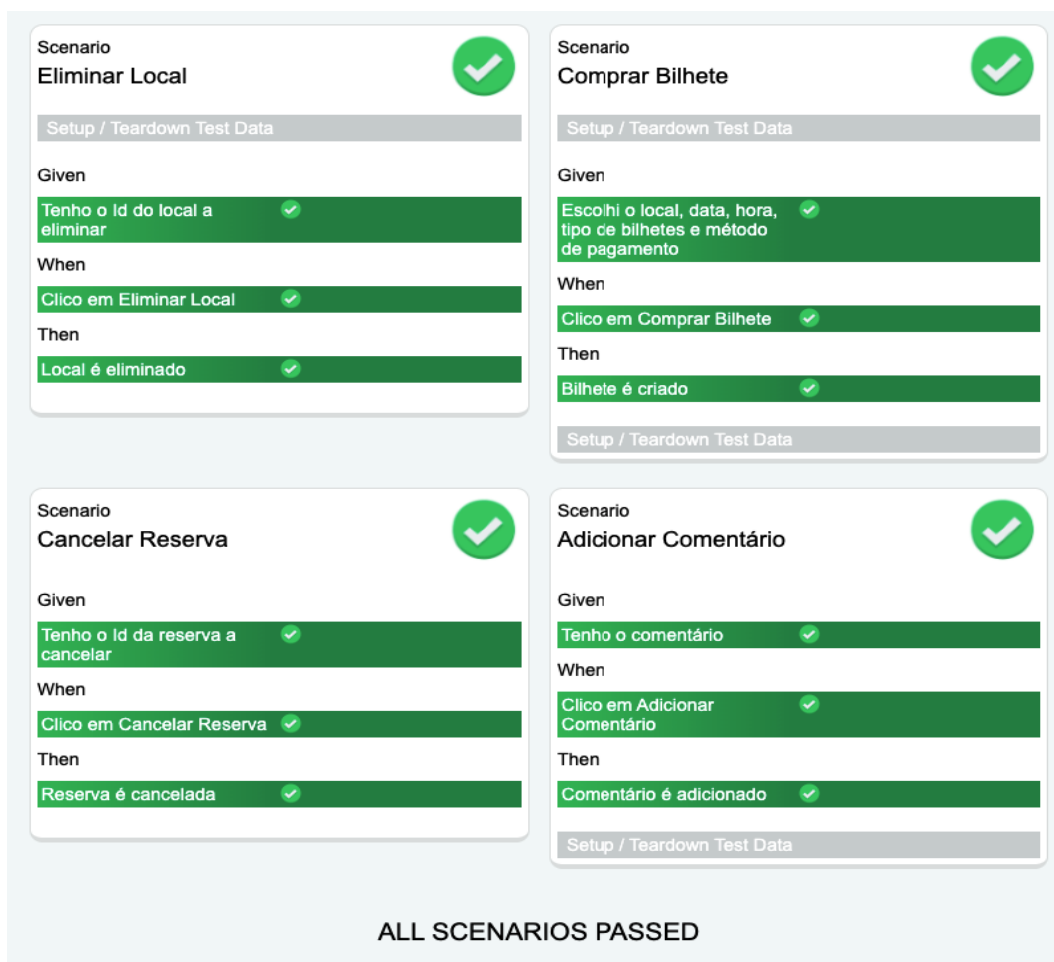 Scenario
Eliminar Local
Setup / Teardown Test Data
Given
Tenho o Id do local a
eliminar
When
Clico em Eliminar Local
Then
Local é eliminado
Scenario
Comprar Bilhete
Setup / Teardown Test Data
Given
Escolhi o local, data, hora,
tipo de bilhetes e método
de pagamento
When
Clico em Comprar Bilhete
Then
Bilhete é criado
Setup / Teardown Test Data
Scenario
Cancelar Reserva
Given
Tenho o Id da reserva a
cancelar
When
Clico em Cancelar Reserva
Then
Reserva é cancelada
Scenario
Adicionar Comentário
Given
Tenho o comentário
When
Clico em Adicionar
Comentário
Then
Comentário é adicionado
Setup / Teardown Test Data
ALL SCENARIOS PASSED